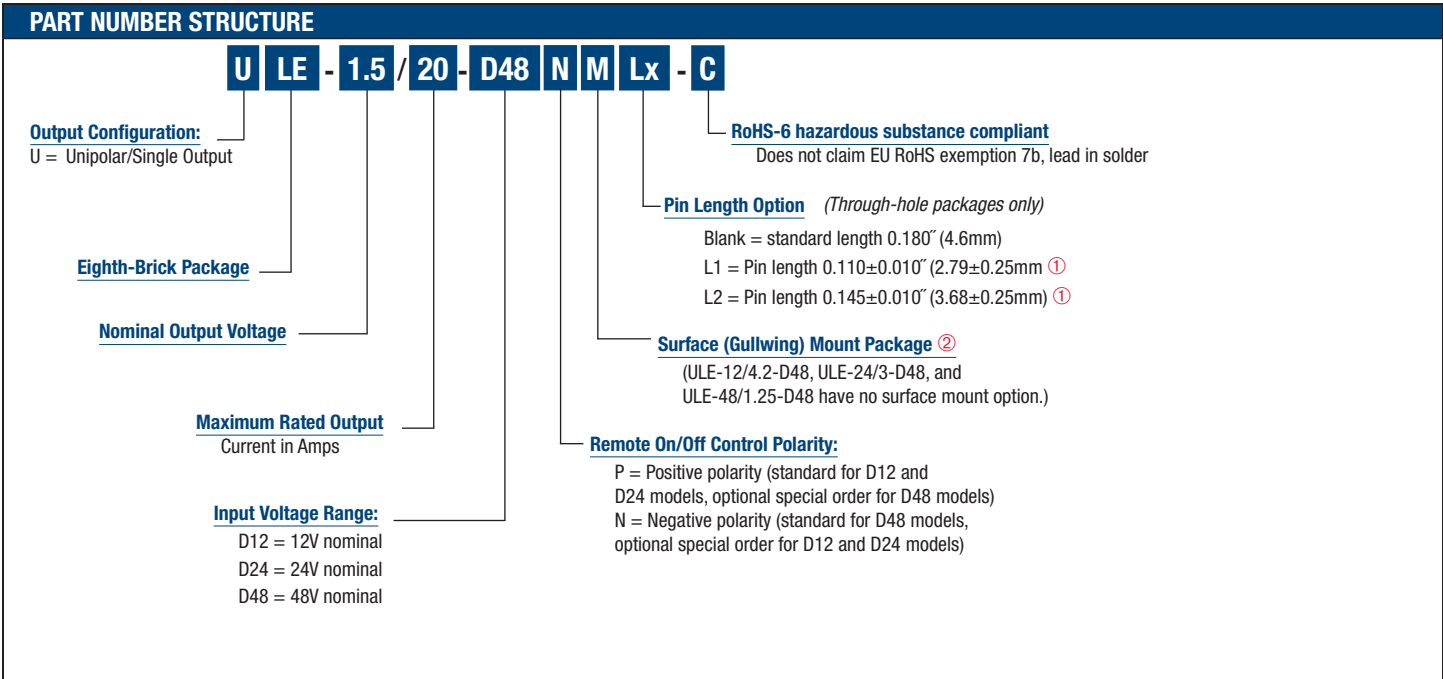 PART NUMBER STRUCTURE
U LE - 1.5 / 20 - D48 N M Lx - C
Output Configuration:
U = Unipolar/Single Output
Eighth-Brick Package
Nominal Output Voltage
Maximum Rated Output
Current in Amps
Input Voltage Range:
D12 = 12V nominal
D24 = 24V nominal
D48 = 48V nominal
RoHS-6 hazardous substance compliant
Does not claim EU RoHS exemption 7b, lead in solder
Pin Length Option (Through-hole packages only)
Blank = standard length 0.180˝ (4.6mm)
L1 = Pin length 0.110±0.010˝ (2.79±0.25mm ①
L2 = Pin length 0.145±0.010˝ (3.68±0.25mm) ①
Surface (Gullwing) Mount Package ②
(ULE-12/4.2-D48, ULE-24/3-D48, and
ULE-48/1.25-D48 have no surface mount option.)
Remote On/Off Control Polarity:
P = Positive polarity (standard for D12 and
D24 models, optional special order for D48 models)
N = Negative polarity (standard for D48 models,
optional special order for D12 and D24 models)